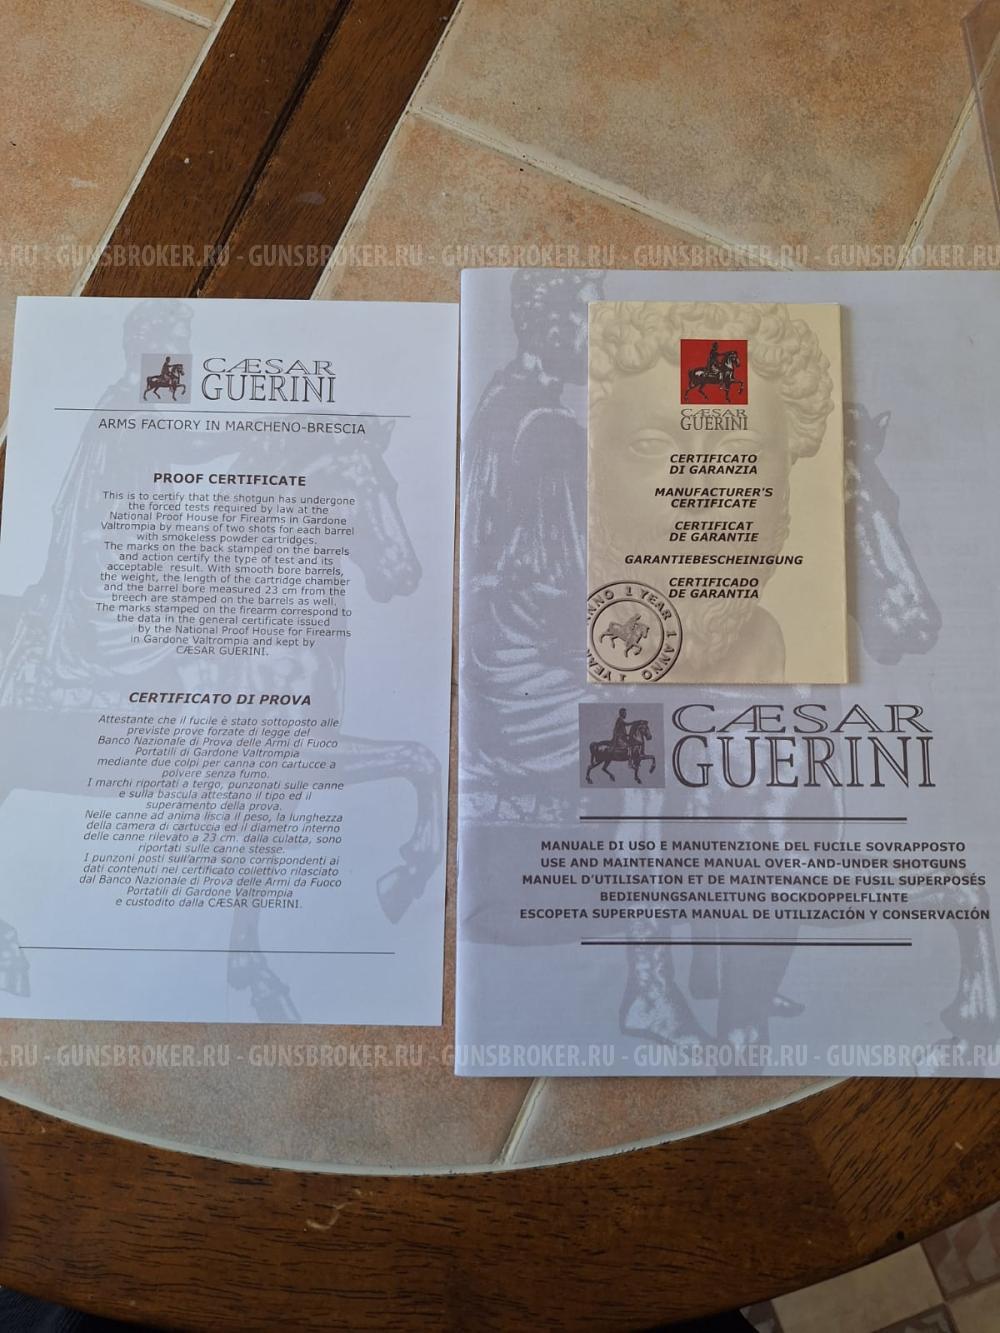 .RU - GUNSBROKER.RU - GUNSBROKER.RU - GUNSBROKER.RU - GUNSBROKER.RU - GUNSBROKER
CÆSAR
GUERINI
ARMS FACTORY IN MARCHENO-BRESCIA
PROOF CERTIFICATE
This is to certify that the shotgun has undergone
the forced tests required by law at the
National Proof House for Firearms in Gardone
Valtrompia by means of two shots for each barrel
with smokeless powder cartridges.
The marks on the back stamped on the barrels
and action certify the type of test and its
acceptable result. With smooth bore barrels,
the weight, the length of the cartridge chamber
and the barrel bore measured 23 cm from the
breech are stamped on the barrels as well.
The marks stamped on the firearm correspond to
the data in the general certificate issued
by the National Proof House for Firearms
in Gardone Valtrompia and kept by
CÆSAR GUERINI.
CERTIFICATO DI PROVA
Attestante che il fucile è stato sottoposto alle
previste prove forzate di legge del
Banco Nazionale di Prova delle Armi di Fuoco
Portatili di Gardone Valtrompia
mediante due colpi per canna con cartucce a
polvere senza fumo.
I marchi riportati a tergo, punzonati sulle canne
e sulla bascula attestano il tipo ed il
superamento della prova.
Nelle canne ad anima liscia il peso, la lunghezza
della camera di cartuccia ed il diametro interno
delle canne rilevato a 23 cm. dalla culatta, sono
riportati sulle canne stesse.
I punzoni posti sull'arma sono corrispondenti ai
dati contenuti nel certificato collettivo rilasciato
dal Banco Nazionale di Prova delle Armi da Fuoco
Portatili di Gardone Valtrompia
e custodito dalla CÆSAR GUERINI.
CÆSAR
GUERINI
CERTIFICATO
DI GARANZIA
MANUFACTURER'S
CERTIFICATE
CERTIFICAT
DE GARANTIE
GARANTIEBESCHEINIGUNG
CERTIFICADO
DE GARANTIA
ANNO 1 YEAR 1 ANNO 1 YEAR
CÆSAR
GUERINI
MANUALE DI USO E MANUTENZIONE DEL FUCILE SOVRAPPOSTO
USE AND MAINTENANCE MANUAL OVER-AND-UNDER SHOTGUNS
MANUEL D'UTILISATION ET DE MAINTENANCE DE FUSIL SUPERPOSÉS
BEDIENUNGSANLEITUNG BOCKDOPPELFLINTE
ESCOPETA SUPERPUESTA MANUAL DE UTILIZACIÓN Y CONSERVACIÓN
.RU - GUNSBROKER.RU - GUNSBROKER.RU - GUNSBROKER.RU - GUNSBROKER.RU - GUNSBROKER